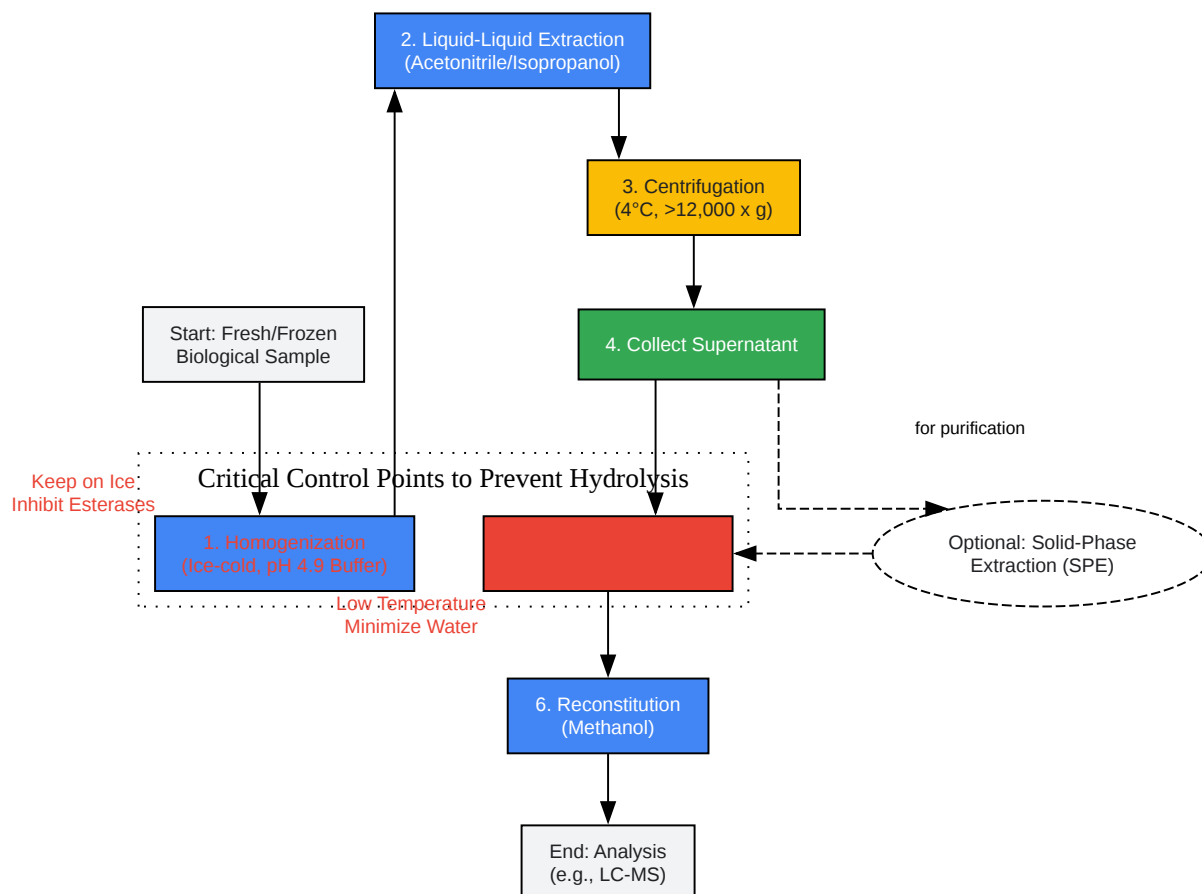 2. Liquid-Liquid Extraction
(Acetonitrile/Isopropanol)
3. Centrifugation
(4°C, >12,000 x g)
Start: Fresh/Frozen
Biological Sample
4. Collect Supernatant
for purification
Critical Control Points to Prevent Hydrolysis
Keep on Ice
Inhibit Esterases
1. Homogenization
(Ice-cold, pH 4.9 Buffer)
Optional: Solid-Phase
Extraction (SPE)
Low Temperature
Minimize Water
6. Reconstitution
(Methanol)
End: Analysis
(e.g., LC-MS)